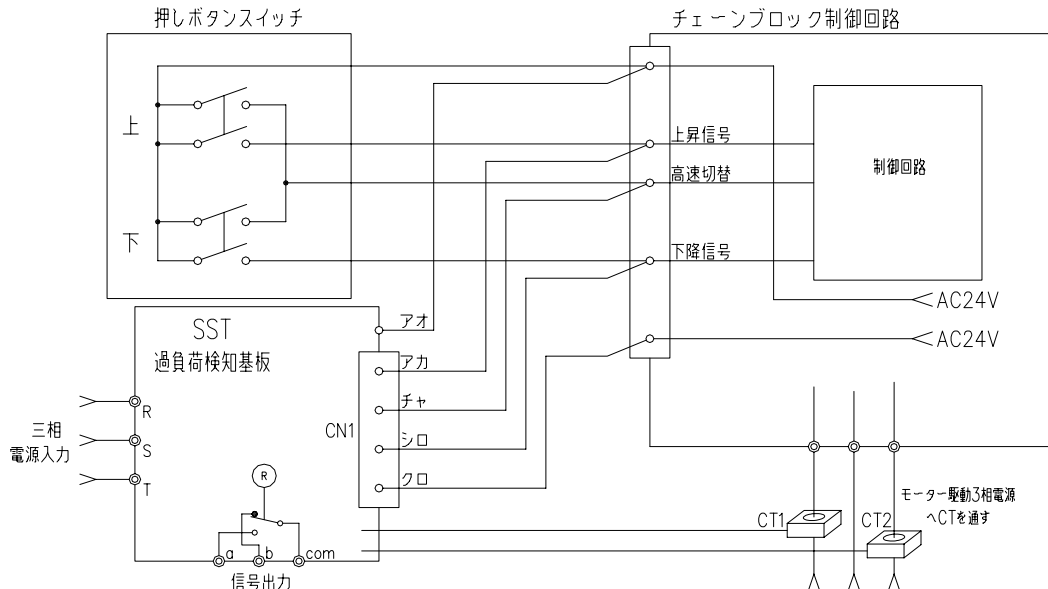 押しボタンスイッチ
チェーンブロック制御回路
上
下
上昇信号
高速切替
下降信号
制御回路
AC24V
AC24V
SST
過負荷検知基板
アオ
アカ
チャ
シロ
クロ
CN1
三相
電源入力
R
S
T
R
a
b
com
信号出力
CT1
CT2
モーター駆動3相電源
へCTを通す